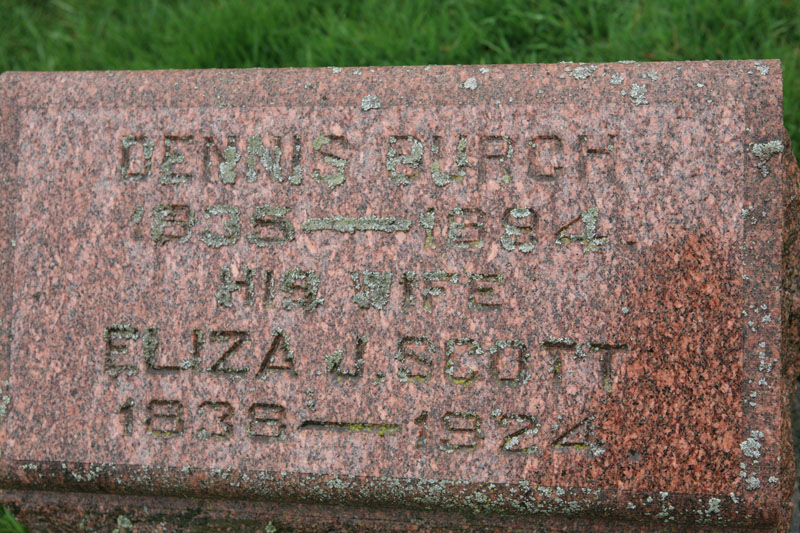 DENNIS BURCH
1835—1894
HIS WIFE
ELIZA J. SCOTT
1838—1924